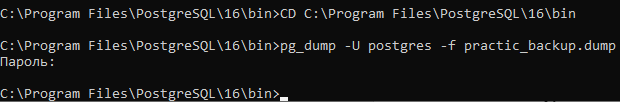 C:\Program Files\PostgreSQL\16\bin>CD C:\Program Files\PostgreSQL\16\bin
C:\Program Files\PostgreSQL\16\bin>pg_dump -U postgres -f practic_backup.dump
Пароль:
C:\Program Files\PostgreSQL\16\bin>